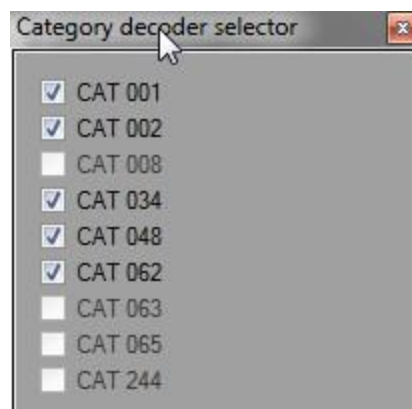 Category decoder selector
CAT 001
CAT 002
CAT 008
CAT 034
CAT 048
CAT 062
CAT 063
CAT 065
CAT 244